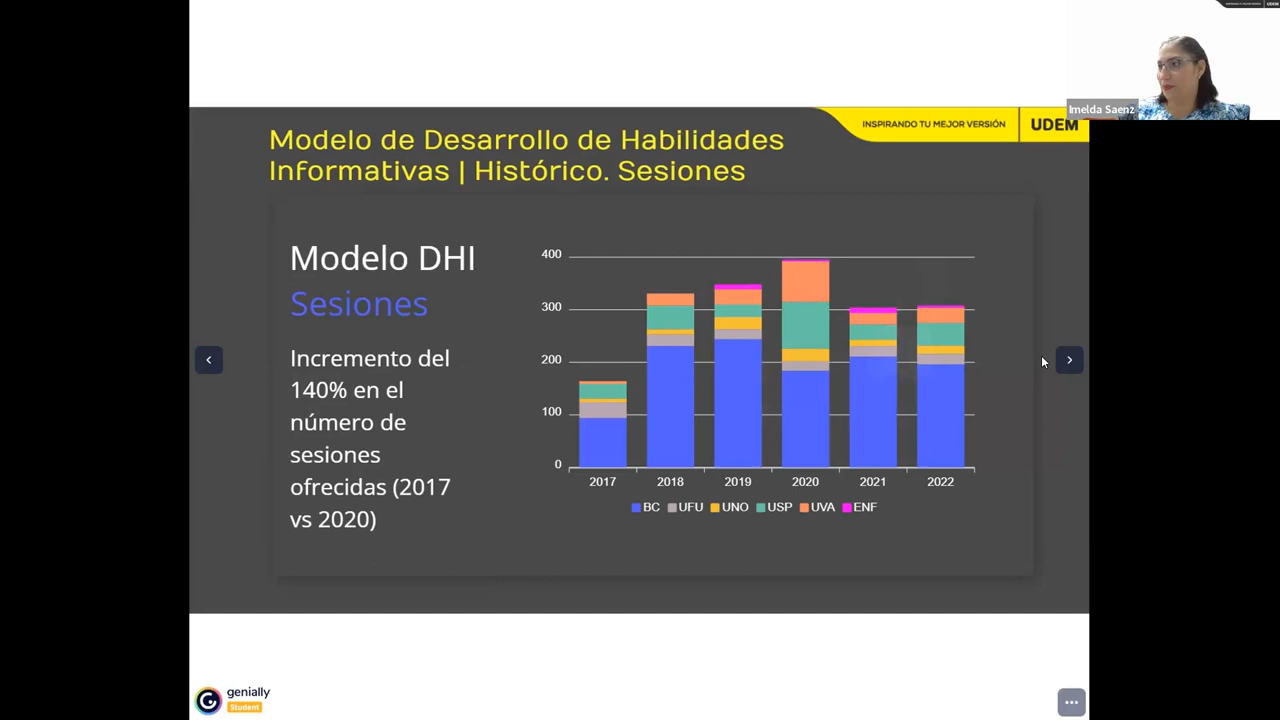 Imelda Saenz
INSPIRANDO TU MEJOR VERSIÓN
UDEM
Modelo de Desarrollo de Habilidades
Informativas | Histórico. Sesiones
Modelo DHI
Sesiones
Incremento del
140% en el
número de
sesiones
ofrecidas (2017
vs 2020)
400
300
200
100
0
2017 2018 2019 2020 2021 2022
BC UFU UNO USP UVA ENF
genially
Student